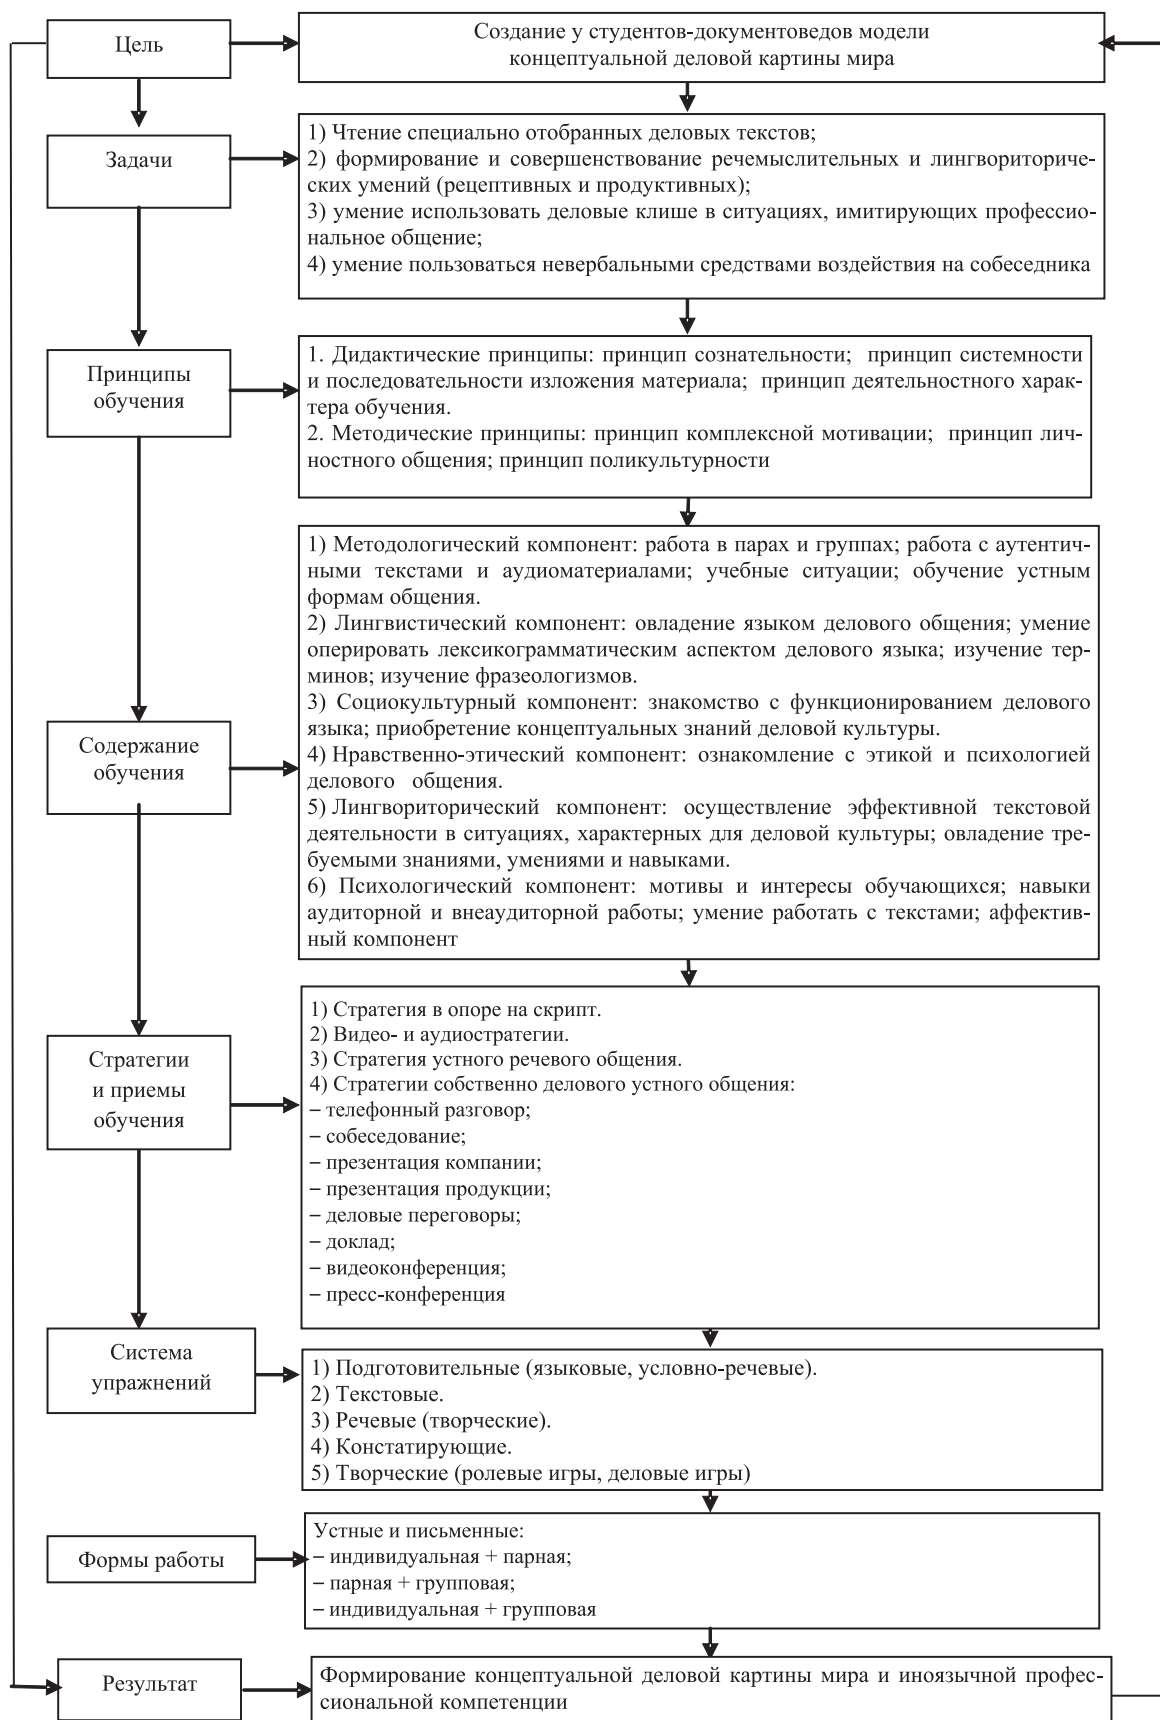 Цель
Создание у студентов-документоведов модели
концептуальной деловой картины мира
Задачи
1) Чтение специально отобранных деловых текстов;
2) формирование и совершенствование речемыслительных и лингвориторичес-
ских умений (рецептивных и продуктивных);
3) умение использовать деловые клише в ситуациях, имитирующих профессио-
нальное общение;
4) умение пользоваться невербальными средствами воздействия на собеседника
Принципы
обучения
1. Дидактические принципы: принцип сознательности; принцип системности
и последовательности изложения материала; принцип деятельностного харак-
тера обучения.
2. Методические принципы: принцип комплексной мотивации; принцип лич-
ностного общения; принцип поликультурности
Содержание
обучения
1) Методологический компонент: работа в парах и группах; работа с аутентич-
ными текстами и аудиоматериалами; учебные ситуации; обучение устным
формам общения.
2) Лингвистический компонент: овладение языком делового общения; умение
оперировать лексикограмматическим аспектом делового языка; изучение тер-
минов; изучение фразеологизмов.
3) Социокультурный компонент: знакомство с функционированием делового
языка; приобретение концептуальных знаний деловой культуры.
4) Нравственно-этический компонент: ознакомление с этикой и психологией
делового общения.
5) Лингвориторический компонент: осуществление эффективной текстовой
деятельности в ситуациях, характерных для деловой культуры; овладение тре-
буемыми знаниями, умениями и навыками.
6) Психологический компонент: мотивы и интересы обучающихся; навыки
аудиторной и внеаудиторной работы; умение работать с текстами; аффектив-
ный компонент
Стратегии
и приемы
обучения
1) Стратегия в опоре на скрипт.
2) Видео- и аудиостратегии.
3) Стратегия устного речевого общения.
4) Стратегии собственно делового устного общения:
– телефонный разговор;
– собеседование;
– презентация компании;
– презентация продукции;
– деловые переговоры;
– доклад;
– видеоконференция;
– пресс-конференция
Система
упражнений
1) Подготовительные (языковые, условно-речевые).
2) Текстовые.
3) Речевые (творческие).
4) Констатирующие.
5) Творческие (ролевые игры, деловые игры)
Формы работы
Устные и письменные:
– индивидуальная + парная;
– парная + групповая;
– индивидуальная + групповая
Результат
Формирование концептуальной деловой картины мира и иноязычной профес-
сиональной компетенции